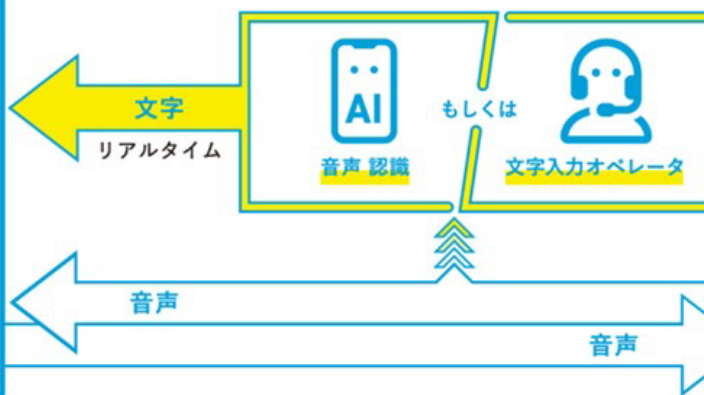 文字
リアルタイム
AI
音声 認識
もしくは
文字入力オペレータ
音声
音声